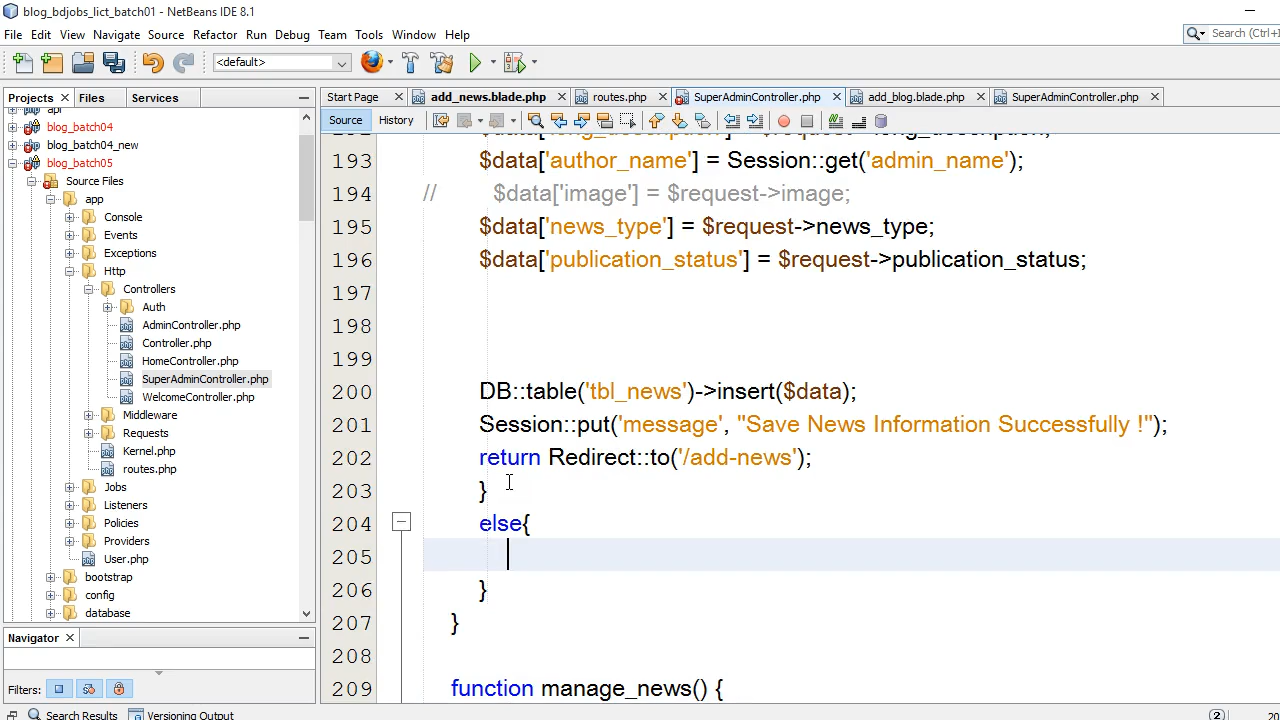 blog_bdjobs_lict_batch01 - NetBeans IDE 8.1
File Edit View Navigate Source Refactor Run Debug Team Tools Window Help
Search (Ctrl+I
<default>
Projects Files Services
Start Page add_news.blade.php routes.php SuperAdminController.php add_blog.blade.php SuperAdminController.php
Source History
api
blog_batch04
blog_batch04_new
blog_batch05
Source Files
app
Console
Events
Exceptions
Http
Controllers
Auth
AdminController.php
Controller.php
HomeController.php
SuperAdminController.php
WelcomeController.php
Middleware
Requests
Kernel.php
routes.php
Jobs
Listeners
Policies
Providers
User.php
bootstrap
config
database
Navigator
Filters:
Search Results Versioning Output
$data['long_description'] = $request->long_description;
193 $data['author_name'] = Session::get('admin_name');
194 // $data['image'] = $request->image;
195 $data['news_type'] = $request->news_type;
196 $data['publication_status'] = $request->publication_status;
197
198
199
200 DB::table('tbl_news')->insert($data);
201 Session::put('message', "Save News Information Successfully !");
202 return Redirect::to('/add-news');
203 }
204 else{
205
206 }
207 }
208
209 function manage_news() {
2 20